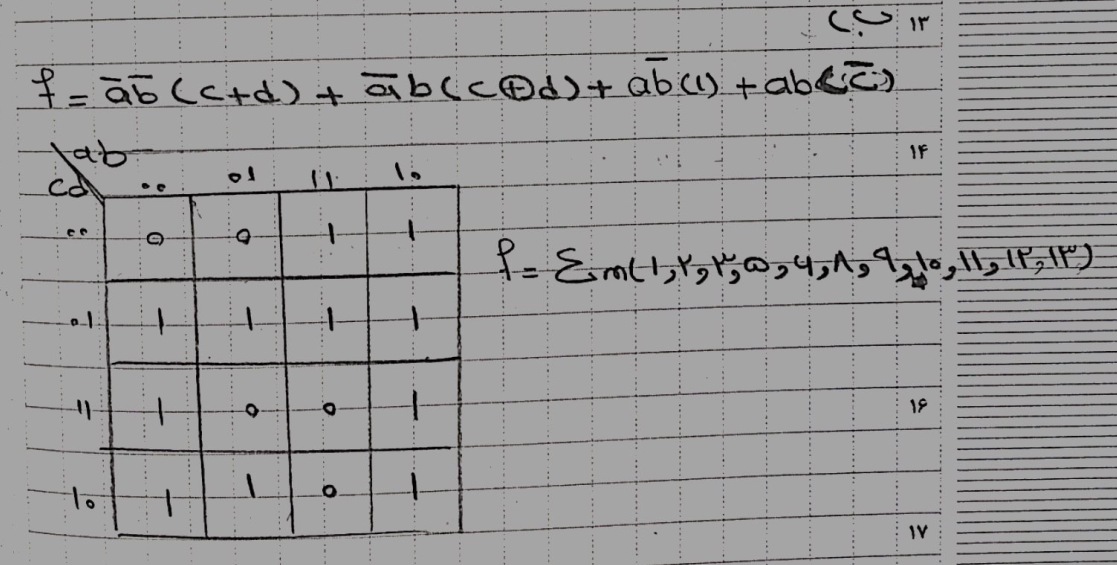 ب) ۱۳
f = āb̄ (c+d) + āb(c⊕d) + ab̄(1) + ab(c̄)
۱۴
ab
cd 00 01 11 10
00 0 0 1 1
f = Σm(۱,۲,۳,۵,۶,۸,۹,۱۰,۱۱,۱۲,۱۳)
01 1 1 1 1
11 1 0 0 1
۱۶
10 1 1 0 1
۱۷